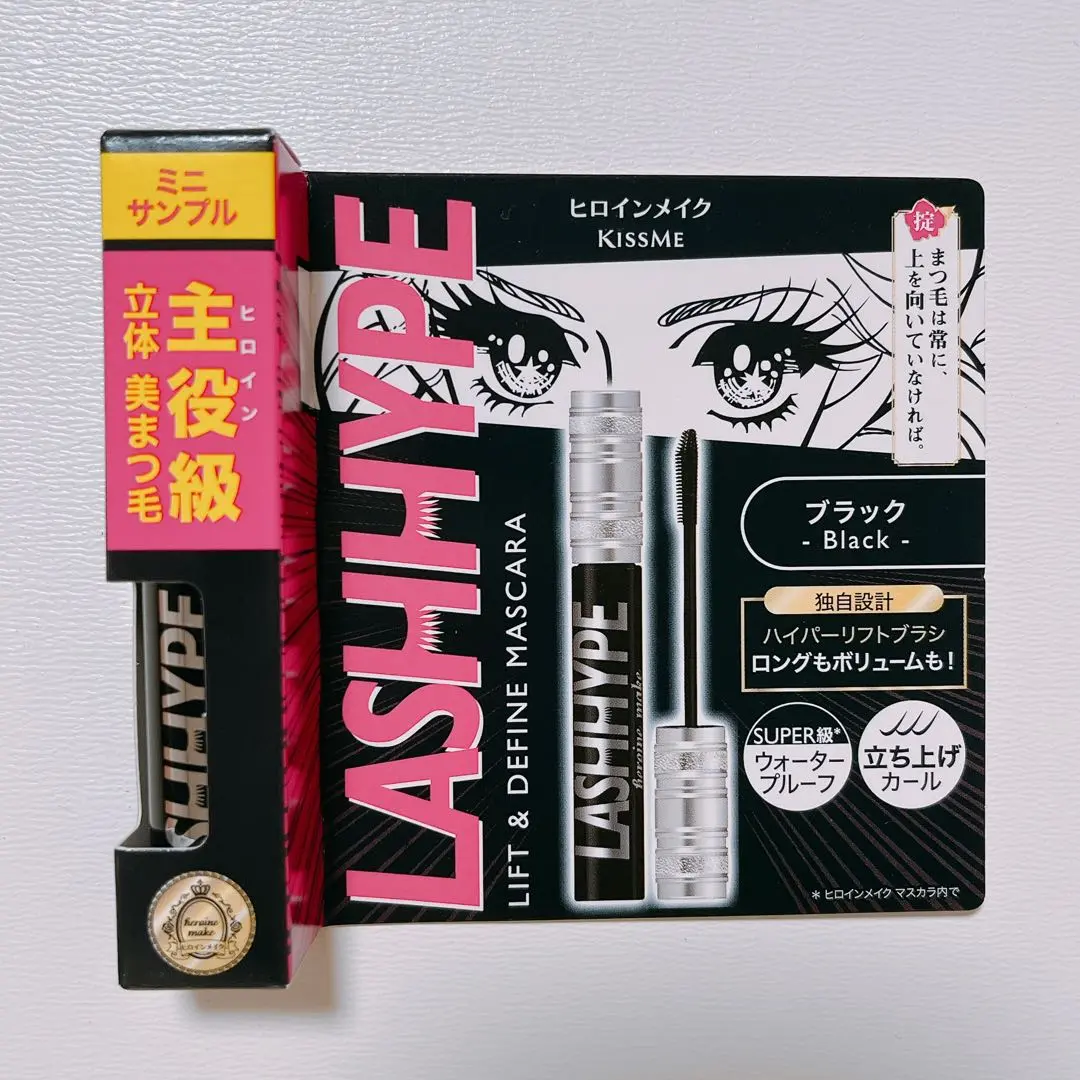 ミニ
サンプル
主役級
ヒロイン
立体 美まつ毛
LASHHYPE
heroine
make
ヒロインメイク
LASHHYPE
LIFT & DEFINE MASCARA
ヒロインメイク
KISSME
掟
まつ毛は常に、
上を向いていなければ。
LASHHYPE
heroine make
ブラック
- Black -
独自設計
ハイパーリフトブラシ
ロングもボリュームも!
SUPER級*
ウォーター
プルーフ
立ち上げ
カール
*ヒロインメイク マスカラ内で